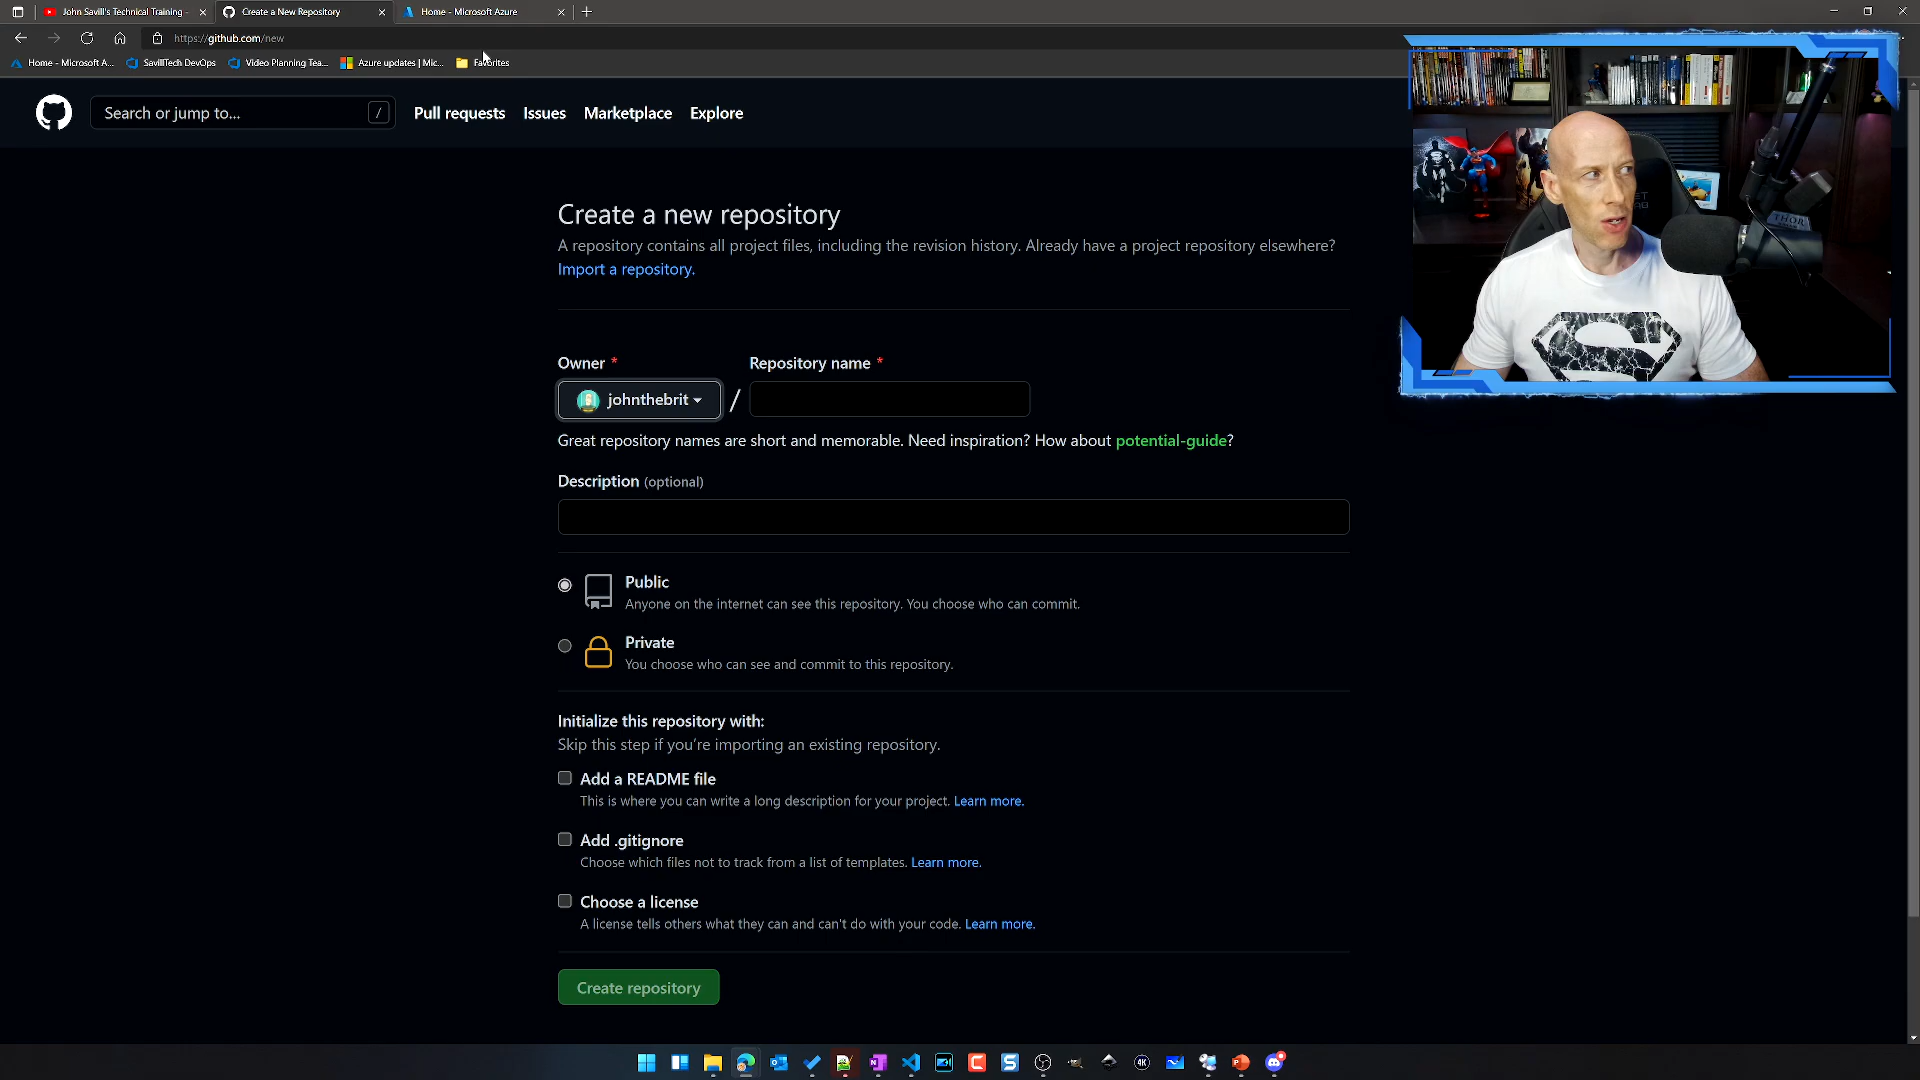 John Savill's Technical Training -
Create a New Repository
Home - Microsoft Azure
https://github.com/new
Home - Microsoft A...
SavillTech DevOps
Video Planning Tea...
Azure updates | Mic...
Favorites
Search or jump to...
/
Pull requests
Issues
Marketplace
Explore
Create a new repository
A repository contains all project files, including the revision history. Already have a project repository elsewhere?
Import a repository.
Owner *
Repository name *
johnthebrit
/
Great repository names are short and memorable. Need inspiration? How about potential-guide?
Description (optional)
Public
Anyone on the internet can see this repository. You choose who can commit.
Private
You choose who can see and commit to this repository.
Initialize this repository with:
Skip this step if you're importing an existing repository.
Add a README file
This is where you can write a long description for your project. Learn more.
Add .gitignore
Choose which files not to track from a list of templates. Learn more.
Choose a license
A license tells others what they can and can't do with your code. Learn more.
Create repository
THOR
4K